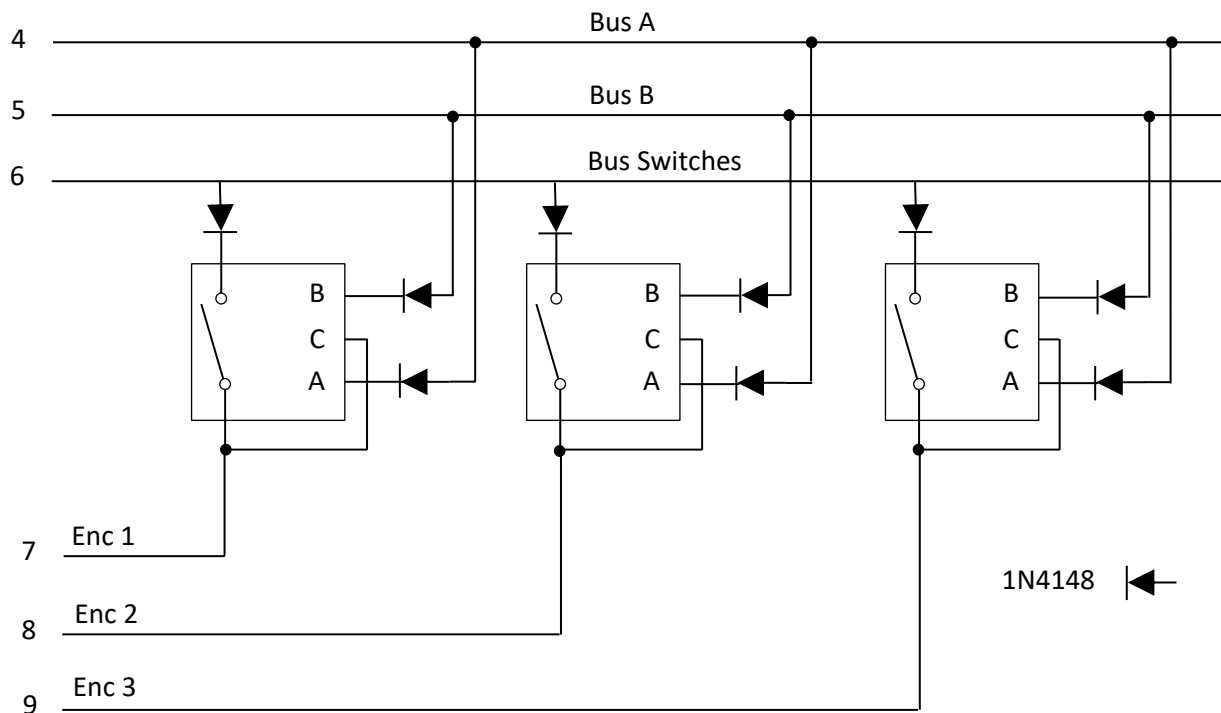 4 Bus A
5 Bus B
6 Bus Switches
B B B
C C C
A A A
7 Enc 1
1N4148
8 Enc 2
9 Enc 3